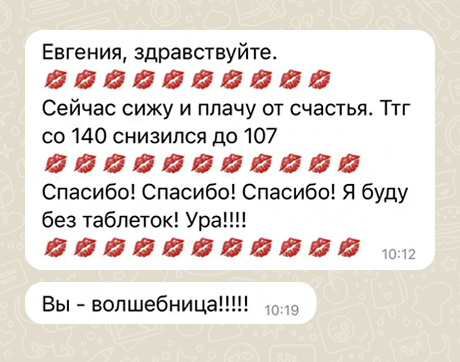 Евгения, здравствуйте.
💋💋💋💋💋💋💋💋💋💋
Сейчас сижу и плачу от счастья. Ттг
со 140 снизился до 107
💋💋💋💋💋💋💋💋💋💋💋
Спасибо! Спасибо! Спасибо! Я буду
без таблеток! Ура!!!!
💋💋💋💋💋💋💋💋💋💋💋 10:12
Вы - волшебница!!!!! 10:19